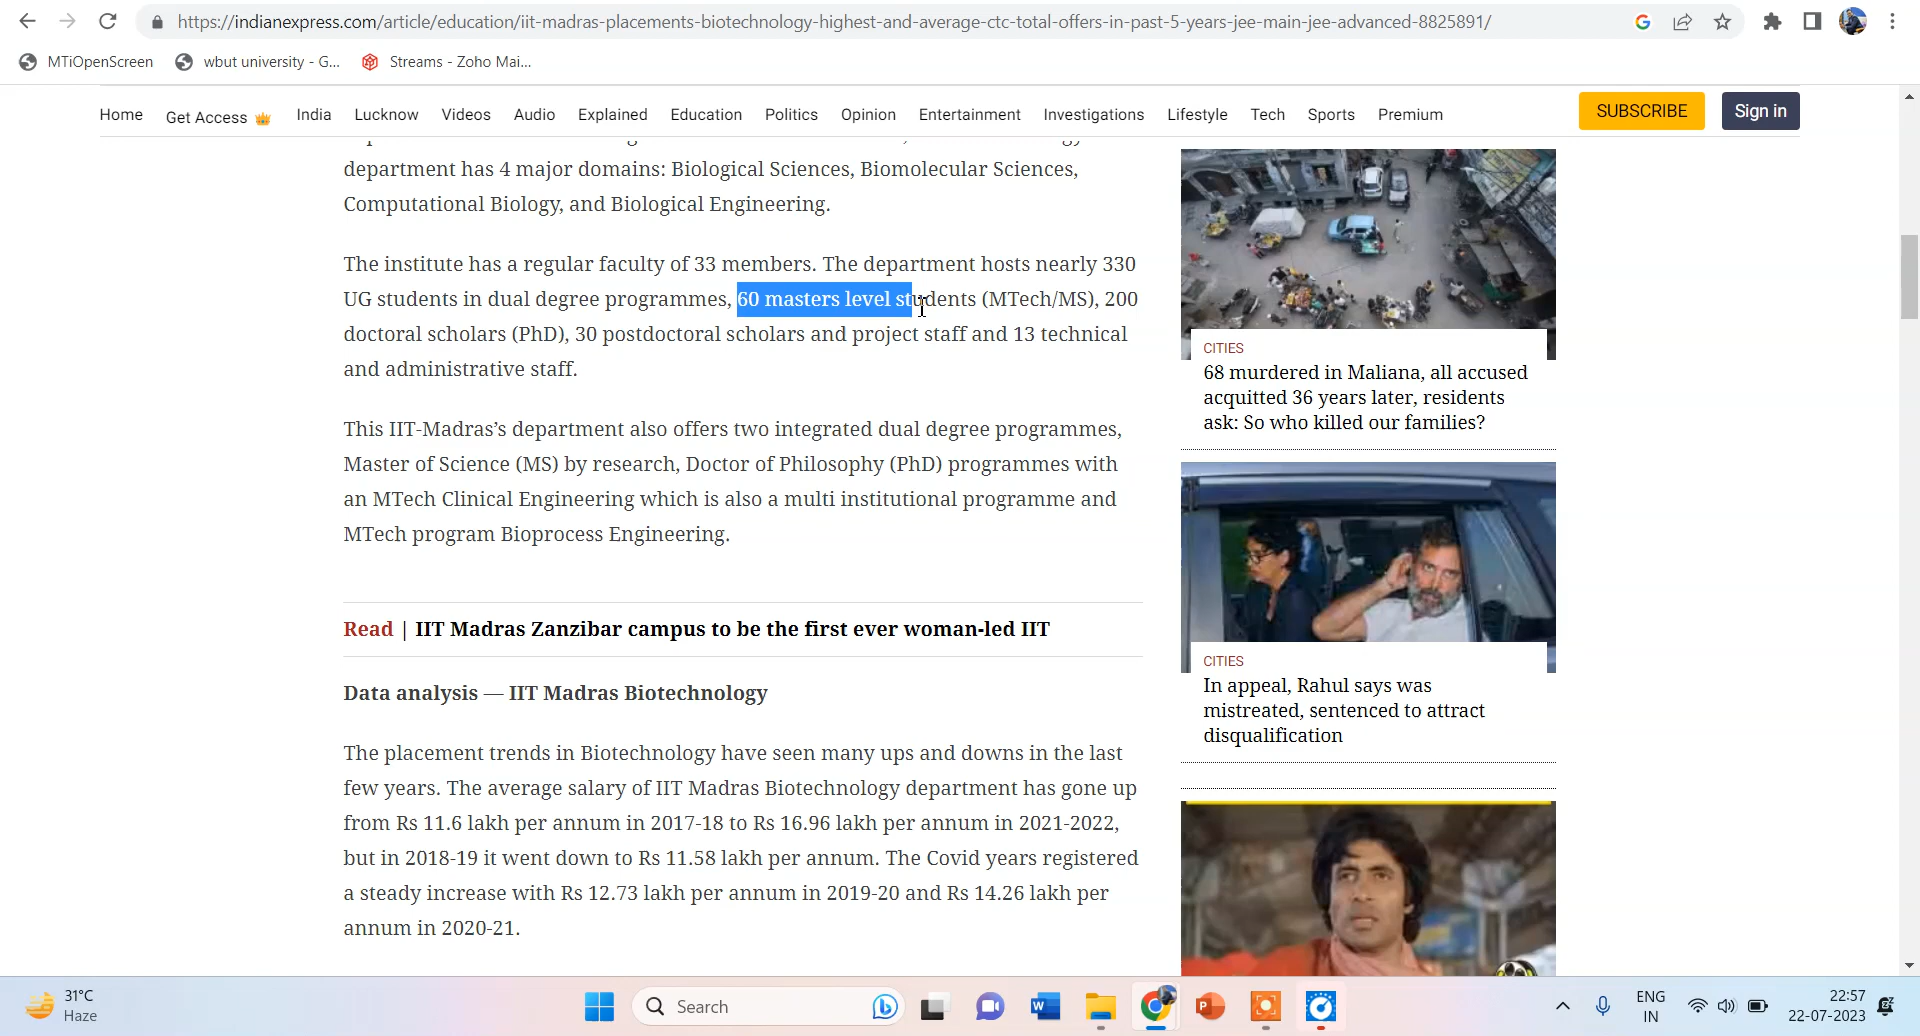 https://indianexpress.com/article/education/iit-madras-placements-biotechnology-highest-and-average-ctc-total-offers-in-past-5-years-jee-main-jee-advanced-8825891/
MTiOpenScreen
wbut university - G...
Streams - Zoho Mai...
Home Get Access India Lucknow Videos Audio Explained Education Politics Opinion Entertainment Investigations Lifestyle Tech Sports Premium
SUBSCRIBE
Sign in
department has 4 major domains: Biological Sciences, Biomolecular Sciences,
Computational Biology, and Biological Engineering.
The institute has a regular faculty of 33 members. The department hosts nearly 330
UG students in dual degree programmes, 60 masters level students (MTech/MS), 200
doctoral scholars (PhD), 30 postdoctoral scholars and project staff and 13 technical
and administrative staff.
This IIT-Madras’s department also offers two integrated dual degree programmes,
Master of Science (MS) by research, Doctor of Philosophy (PhD) programmes with
an MTech Clinical Engineering which is also a multi institutional programme and
MTech program Bioprocess Engineering.
Read | IIT Madras Zanzibar campus to be the first ever woman-led IIT
Data analysis — IIT Madras Biotechnology
The placement trends in Biotechnology have seen many ups and downs in the last
few years. The average salary of IIT Madras Biotechnology department has gone up
from Rs 11.6 lakh per annum in 2017-18 to Rs 16.96 lakh per annum in 2021-2022,
but in 2018-19 it went down to Rs 11.58 lakh per annum. The Covid years registered
a steady increase with Rs 12.73 lakh per annum in 2019-20 and Rs 14.26 lakh per
annum in 2020-21.
CITIES
68 murdered in Maliana, all accused
acquitted 36 years later, residents
ask: So who killed our families?
CITIES
In appeal, Rahul says was
mistreated, sentenced to attract
disqualification
31°C
Haze
Search
ENG
IN
22:57
22-07-2023